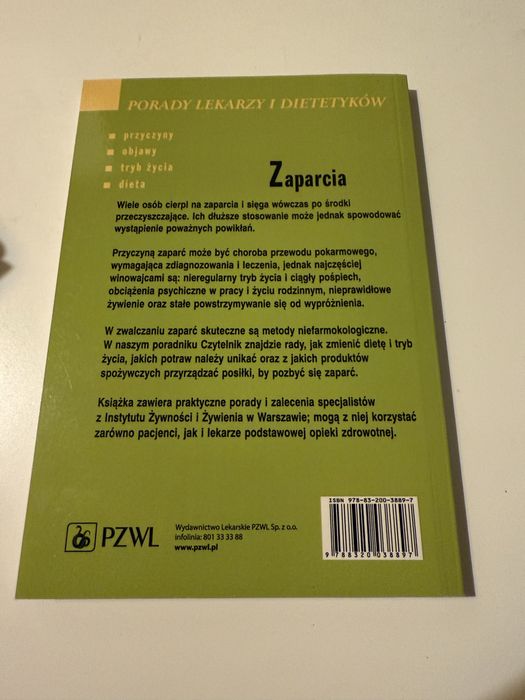 PORADY LEKARZY I DIETETYKÓW
przyczyny
objawy
tryb życia
dieta
Zaparcia
Wiele osób cierpi na zaparcia i sięga wówczas po środki
przeczyszczające. Ich dłuższe stosowanie może jednak spowodować
wystąpienie poważnych powikłań.
Przyczyną zaparć może być choroba przewodu pokarmowego,
wymagająca zdiagnozowania i leczenia, jednak najczęściej
winowajcami są: nieregularny tryb życia i ciągły pośpiech,
obciążenia psychiczne w pracy i życiu rodzinnym, nieprawidłowe
żywienie oraz stałe powstrzymywanie się od wypróżnienia.
W zwalczaniu zaparć skuteczne są metody niefarmokologiczne.
W naszym poradniku Czytelnik znajdzie rady, jak zmienić dietę i tryb
życia, jakich potraw należy unikać oraz z jakich produktów
spożywczych przyrządzać posiłki, by pozbyć się zaparć.
Książka zawiera praktyczne porady i zalecenia specjalistów
z Instytutu Żywności i Żywienia w Warszawie; mogą z niej korzystać
zarówno pacjenci, jak i lekarze podstawowej opieki zdrowotnej.
ISBN 978-83-200-3889-7
9 788320 038897
PZWL
Wydawnictwo Lekarskie PZWL Sp. z o.o.
infolinia: 801 33 33 88
www.pzwl.pl